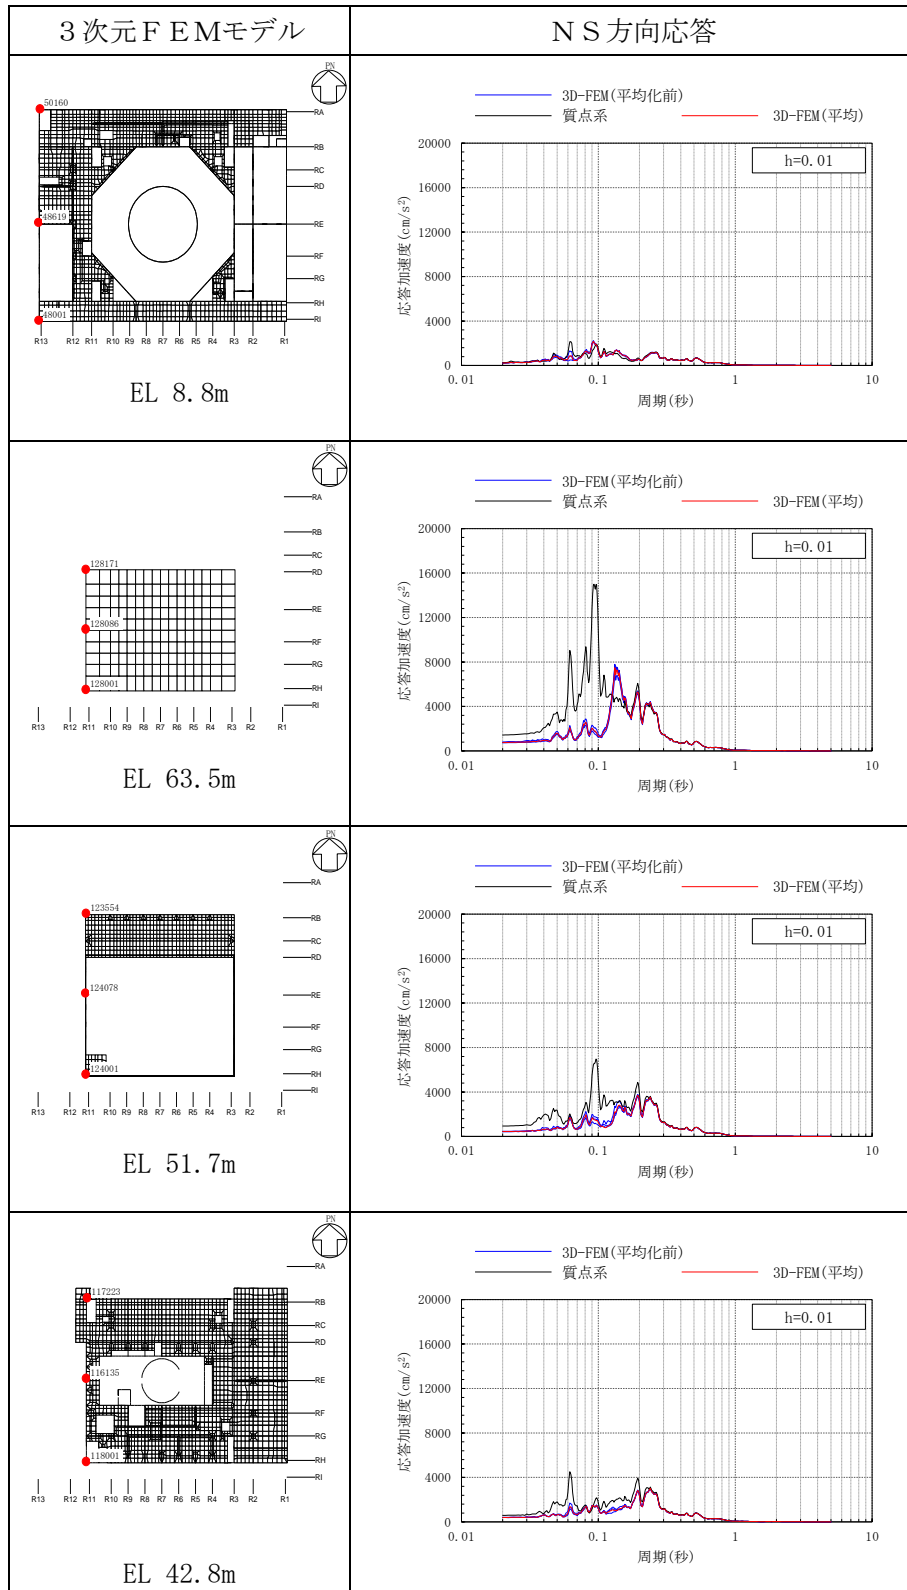 3次元FEMモデル
NS方向応答
PN
50160
48619
48001
RA
RB
RC
RD
RE
RF
RG
RH
RI
R13 R12 R11 R10 R9 R8 R7 R6 R5 R4 R3 R2 R1
EL 8.8m
3D-FEM(平均化前)
質点系 3D-FEM(平均)
h=0.01
応答加速度(cm/s²)
20000
16000
12000
8000
4000
0
0.01 0.1 1 10
周期(秒)
PN
128171
128086
128001
RA
RB
RC
RD
RE
RF
RG
RH
RI
R13 R12 R11 R10 R9 R8 R7 R6 R5 R4 R3 R2 R1
EL 63.5m
3D-FEM(平均化前)
質点系 3D-FEM(平均)
h=0.01
応答加速度(cm/s²)
20000
16000
12000
8000
4000
0
0.01 0.1 1 10
周期(秒)
PN
123554
124078
124001
RA
RB
RC
RD
RE
RF
RG
RH
RI
R13 R12 R11 R10 R9 R8 R7 R6 R5 R4 R3 R2 R1
EL 51.7m
3D-FEM(平均化前)
質点系 3D-FEM(平均)
h=0.01
応答加速度(cm/s²)
20000
16000
12000
8000
4000
0
0.01 0.1 1 10
周期(秒)
PN
117223
116135
118001
RA
RB
RC
RD
RE
RF
RG
RH
RI
R13 R12 R11 R10 R9 R8 R7 R6 R5 R4 R3 R2 R1
EL 42.8m
3D-FEM(平均化前)
質点系 3D-FEM(平均)
h=0.01
応答加速度(cm/s²)
20000
16000
12000
8000
4000
0
0.01 0.1 1 10
周期(秒)